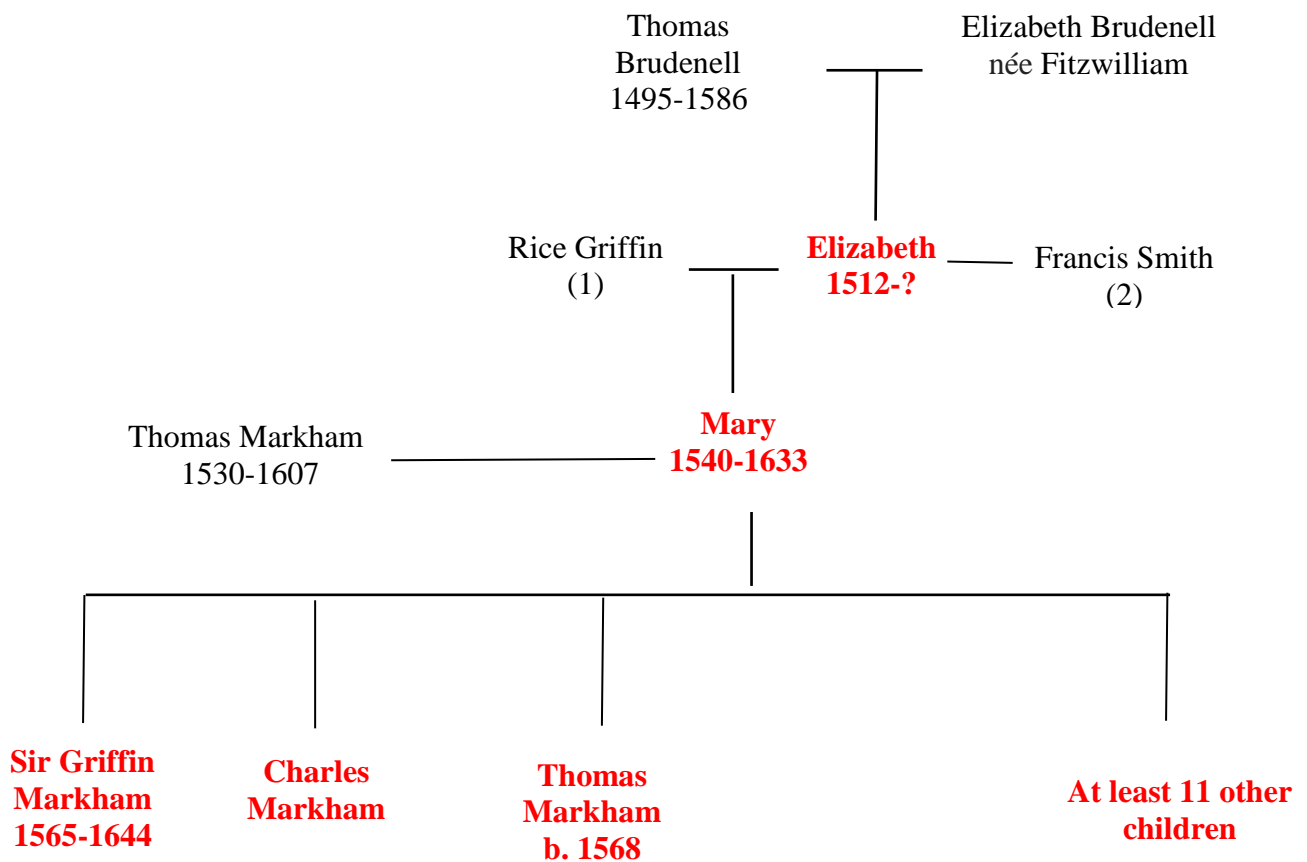 Thomas
Brudenell
1495-1586
Elizabeth Brudenell
née Fitzwilliam
Rice Griffin
(1)
Elizabeth
1512-?
Francis Smith
(2)
Thomas Markham
1530-1607
Mary
1540-1633
Sir Griffin
Markham
1565-1644
Charles
Markham
Thomas
Markham
b. 1568
At least 11 other
children